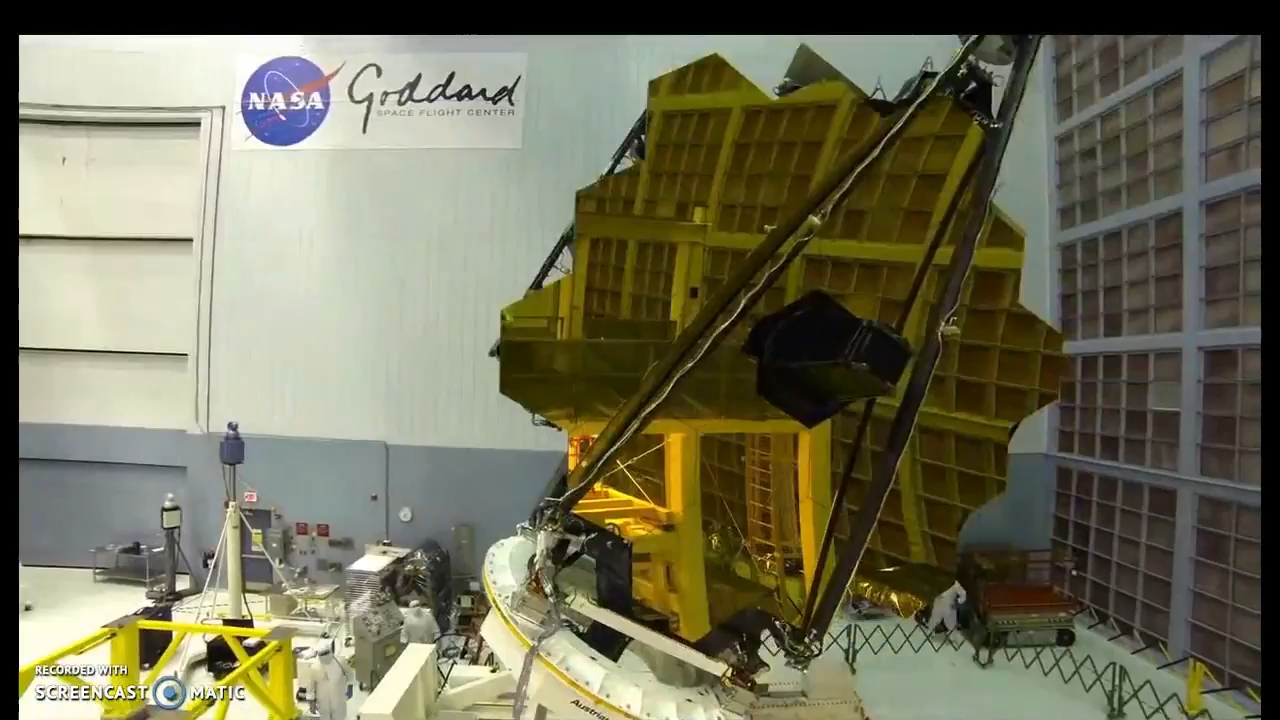 NASA
Goddard
SPACE FLIGHT CENTER
RECORDED WITH
SCREENCAST MATIC